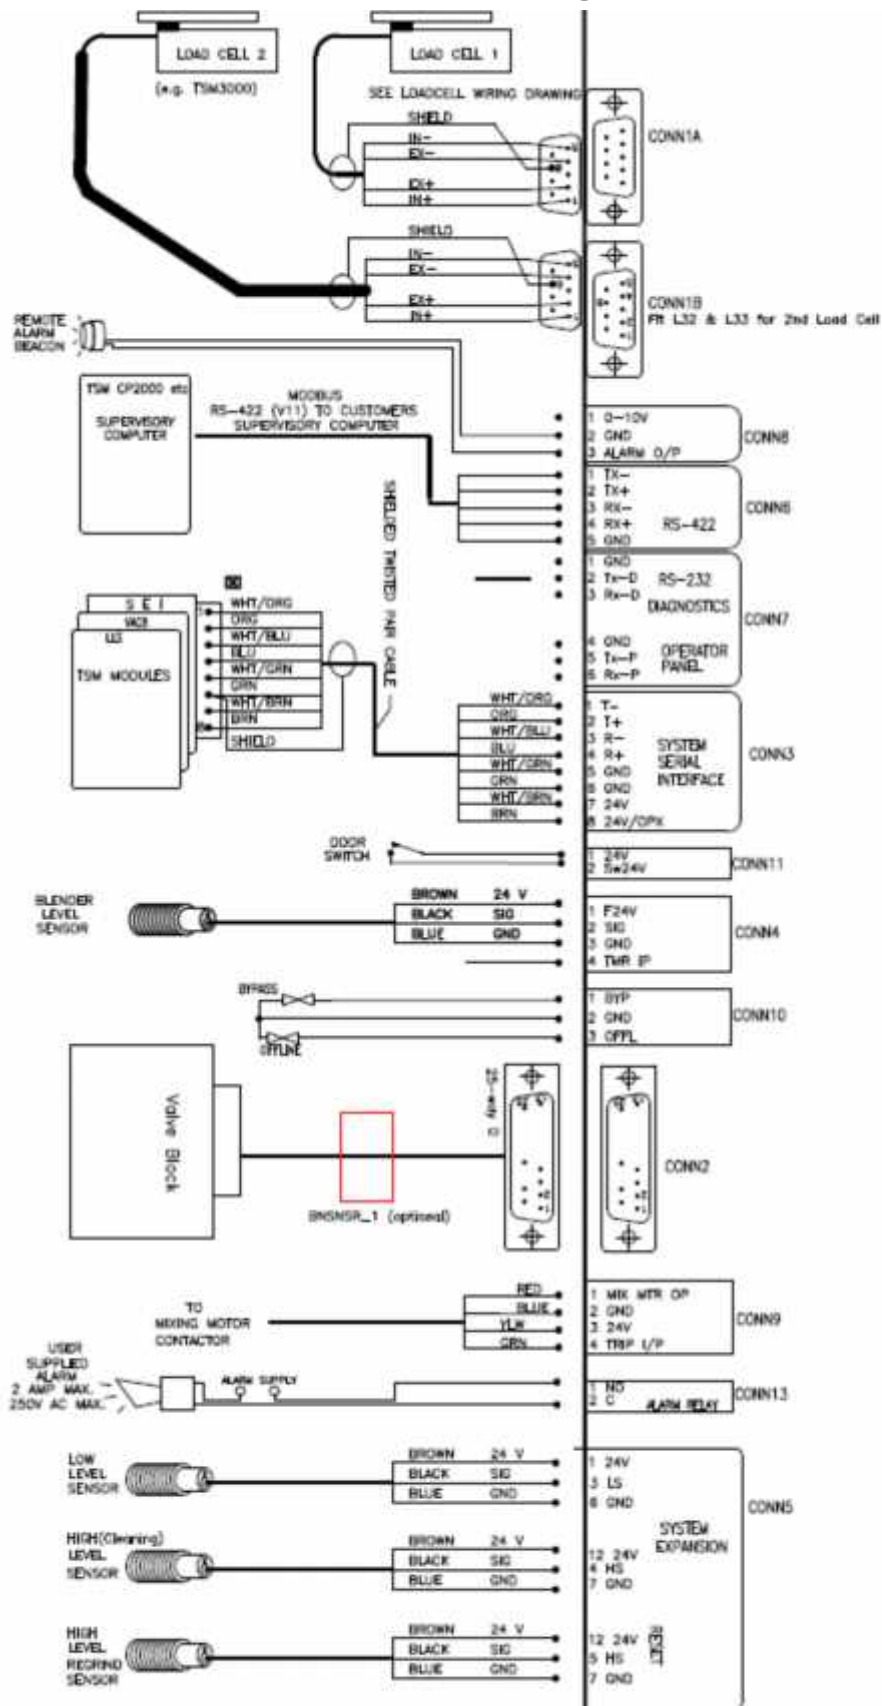 LOAD CELL 2
LOAD CELL 1
(e.g. TSM3000)
SEE LOADCELL WIRING DRAWING
SHIELD
IN-
EX-
EX+
IN+
CONN1A
SHIELD
IN-
EX-
EX+
IN+
CONN1B
Fit L32 & L33 for 2nd Load Cell
REMOTE
ALARM
BEACON
TSM CP2000 etc
SUPERVISORY
COMPUTER
MODBUS
RS-422 (V11) TO CUSTOMERS
SUPERVISORY COMPUTER
1 0-10V
2 GND
3 ALARM O/P
CONN8
1 TX-
2 TX+
3 RX-
4 RX+
5 GND
RS-422
CONN6
1 GND
2 Tx-D
3 Rx-D
RS-232
DIAGNOSTICS
4 GND
5 Tx-P
6 Rx-P
OPERATOR
PANEL
CONN7
SHIELDED TWISTED PAIR CABLE
S E I
TSM MODULES
1
8
WHT/ORG
ORG
WHT/BLU
BLU
WHT/GRN
GRN
WHT/BRN
BRN
SHIELD
WHT/ORG
ORG
WHT/BLU
BLU
WHT/GRN
GRN
WHT/BRN
BRN
1 T-
2 T+
3 R-
4 R+
5 GND
6 GND
7 24V
8 24V/OPX
SYSTEM
SERIAL
INTERFACE
CONN3
DOOR
SWITCH
1 24V
2 Sw24V
CONN11
BLENDER
LEVEL
SENSOR
BROWN 24 V
BLACK SIG
BLUE GND
1 F24V
2 SIG
3 GND
4 TWR IP
CONN4
BYPASS
OFFLINE
1 BYP
2 GND
3 OFFL
CONN10
Valve Block
BNSNSR_1 (optional)
25-way D
CONN2
TO
MIXING MOTOR
CONTACTOR
RED
BLUE
YLW
GRN
1 MIX MTR OP
2 GND
3 24V
4 TRIP I/P
CONN9
USER
SUPPLIED
ALARM
2 AMP MAX.
250V AC MAX.
ALARM SUPPLY
1 NO
2 C
ALARM RELAY
CONN13
LOW
LEVEL
SENSOR
BROWN 24 V
BLACK SIG
BLUE GND
1 24V
3 LS
6 GND
CONN5
SYSTEM
EXPANSION
HIGH(Cleaning)
LEVEL
SENSOR
BROWN 24 V
BLACK SIG
BLUE GND
12 24V
4 HS
7 GND
HIGH
LEVEL
REGRIND
SENSOR
BROWN 24 V
BLACK SIG
BLUE GND
12 24V
5 HS
7 GND